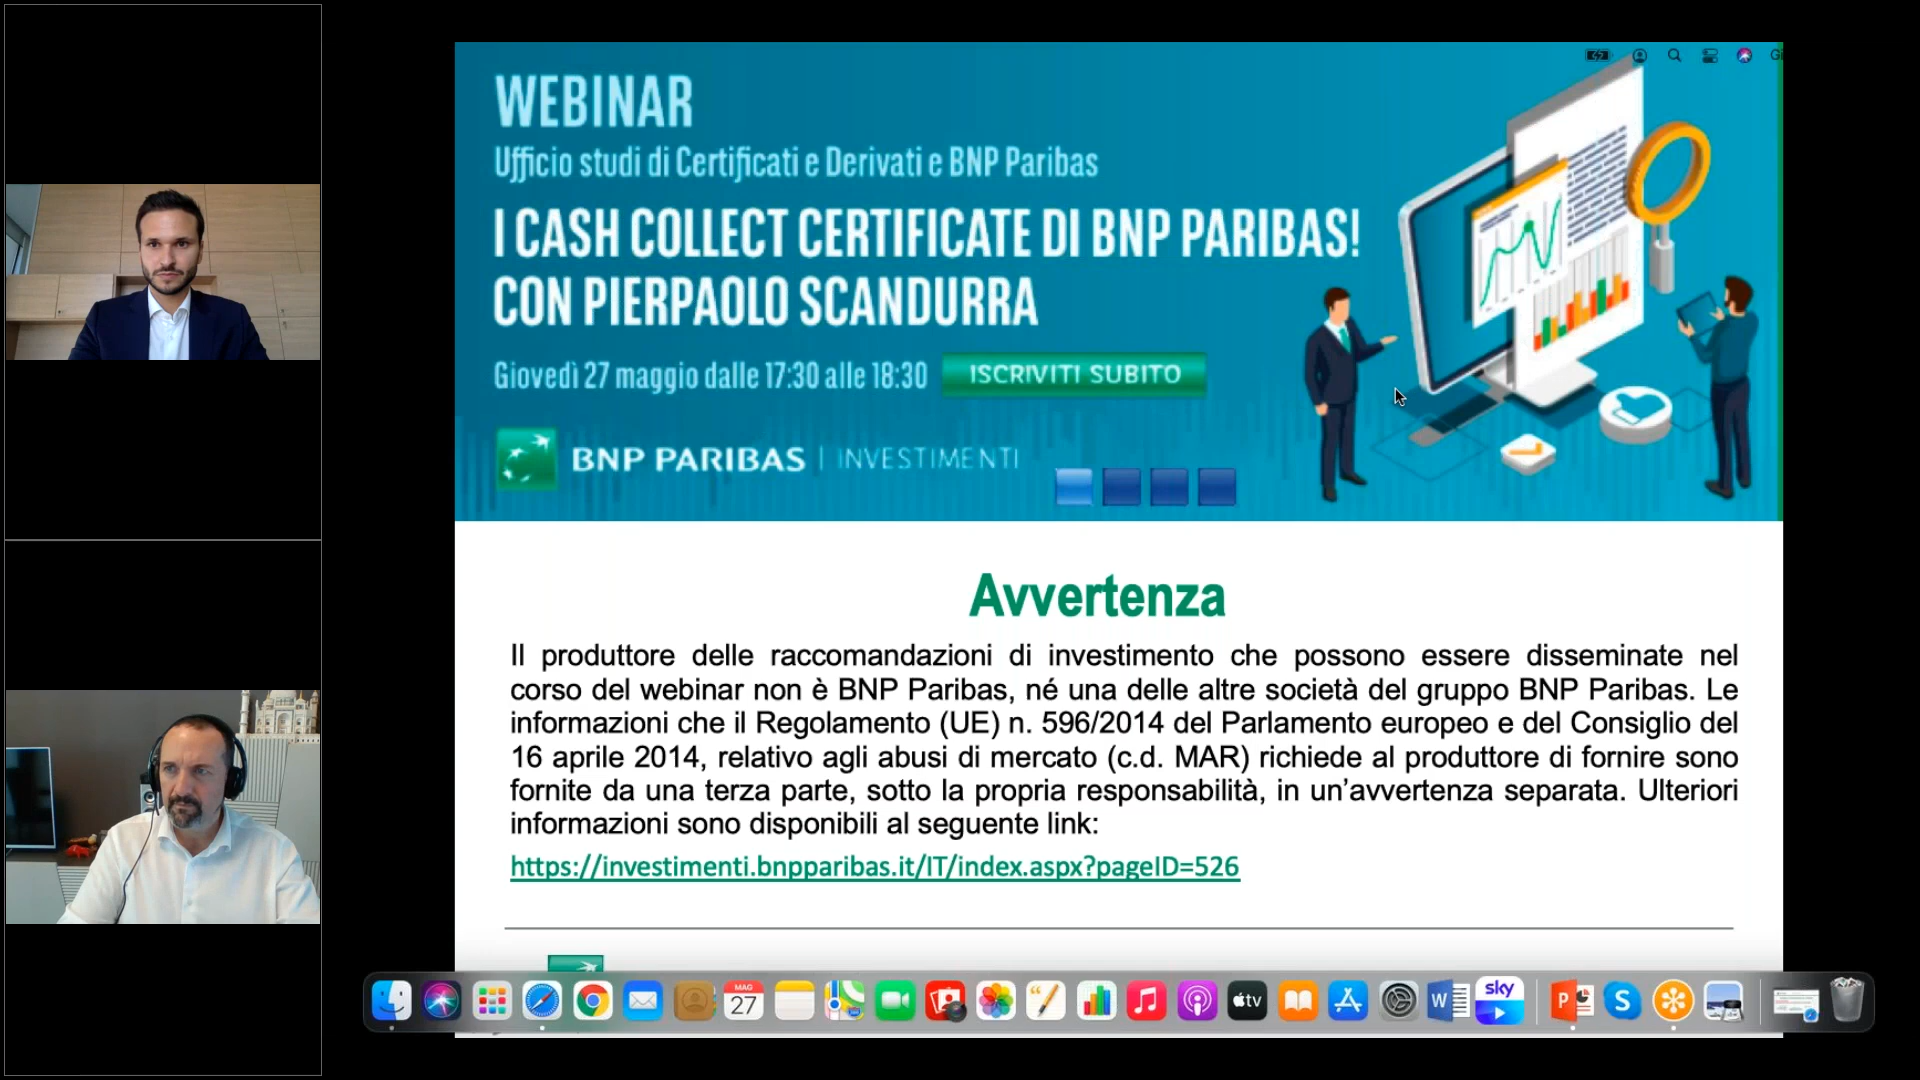 WEBINAR
Ufficio studi di Certificati e Derivati e BNP Paribas
I CASH COLLECT CERTIFICATE DI BNP PARIBAS!
CON PIERPAOLO SCANDURRA
Giovedì 27 maggio dalle 17:30 alle 18:30 ISCRIVITI SUBITO
BNP PARIBAS | INVESTIMENTI
Avvertenza
Il produttore delle raccomandazioni di investimento che possono essere disseminate nel
corso del webinar non è BNP Paribas, né una delle altre società del gruppo BNP Paribas. Le
informazioni che il Regolamento (UE) n. 596/2014 del Parlamento europeo e del Consiglio del
16 aprile 2014, relativo agli abusi di mercato (c.d. MAR) richiede al produttore di fornire sono
fornite da una terza parte, sotto la propria responsabilità, in un’avvertenza separata. Ulteriori
informazioni sono disponibili al seguente link:
https://investimenti.bnpparibas.it/IT/index.aspx?pageID=526
MAG
27
tv
W
sky
P
S